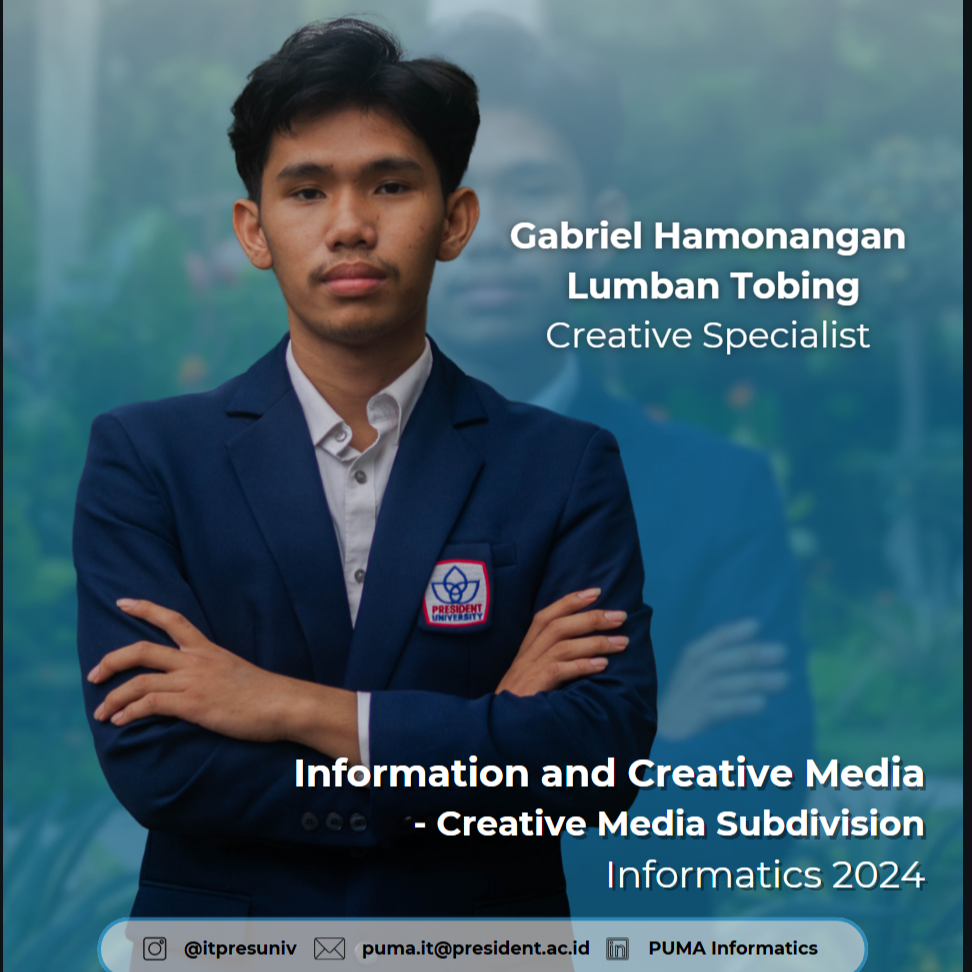 Gabriel Hamonangan
Lumban Tobing
Creative Specialist
PRESIDENT
UNIVERSITY
Information and Creative Media
- Creative Media Subdivision
Informatics 2024
@itpresuniv puma.it@president.ac.id PUMA Informatics